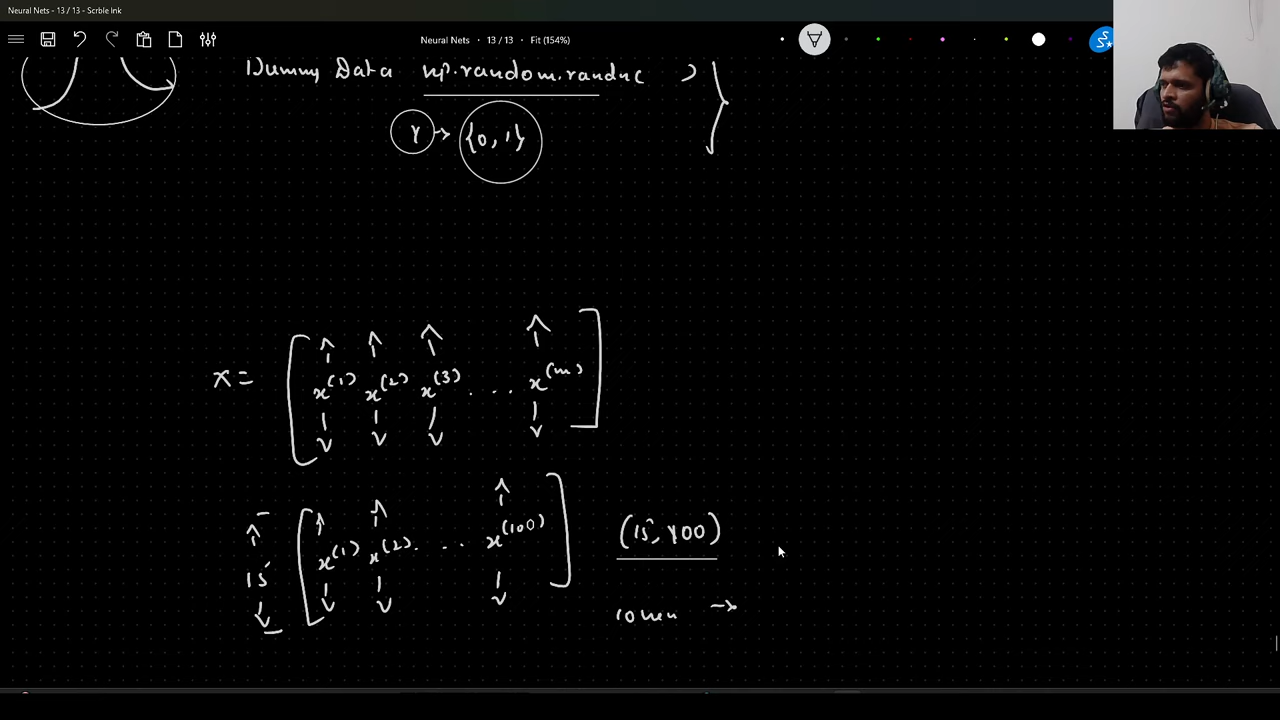 Neural Nets - 13 / 13 - Scrble Ink
Neural Nets • 13 / 13 • Fit (154%)
Dummy Data np.random.
Y → {0, 1}
x = [ x^(1) x^(2) x^(3) . . . x^(m) ]
15 [ x^(1) x^(2) . . . x^(100) ] (15, 100)
→